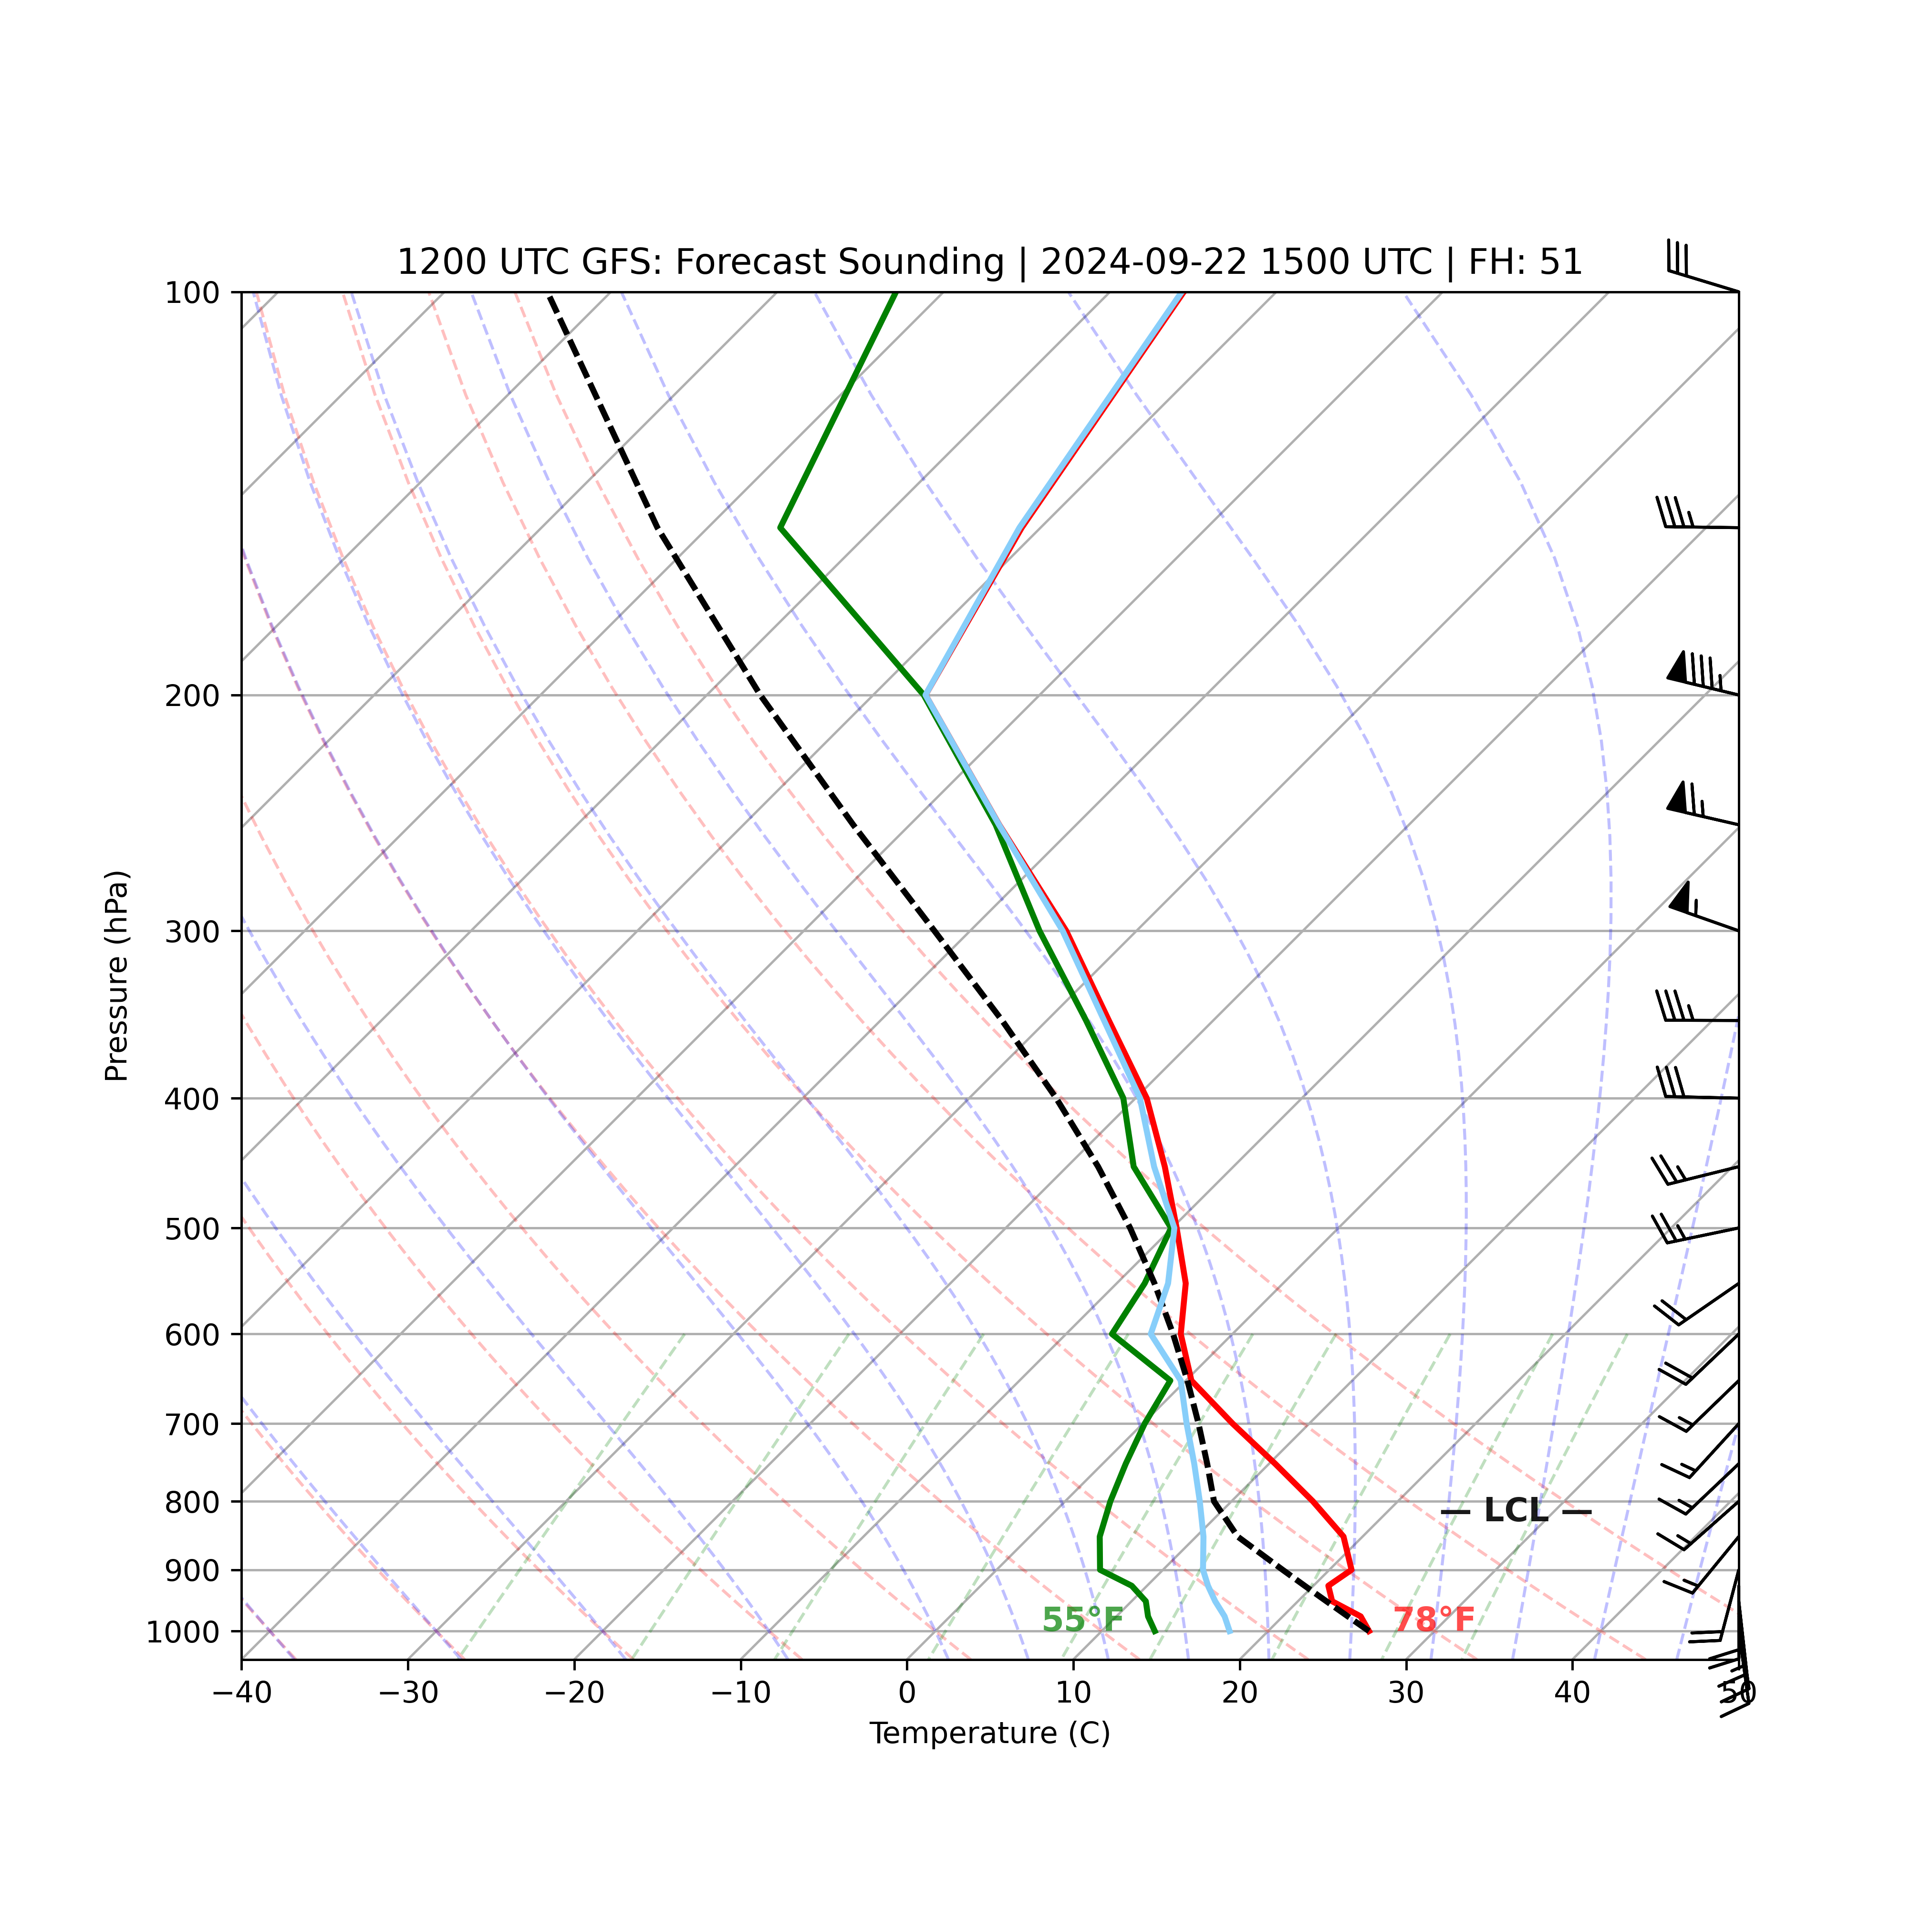 1200 UTC GFS: Forecast Sounding | 2024-09-22 1500 UTC | FH: 51
100
200
300
400
500
600
700
800
900
1000
Pressure (hPa)
— LCL —
55°F
78°F
−40 −30 −20 −10 0 10 20 30 40 50
Temperature (C)